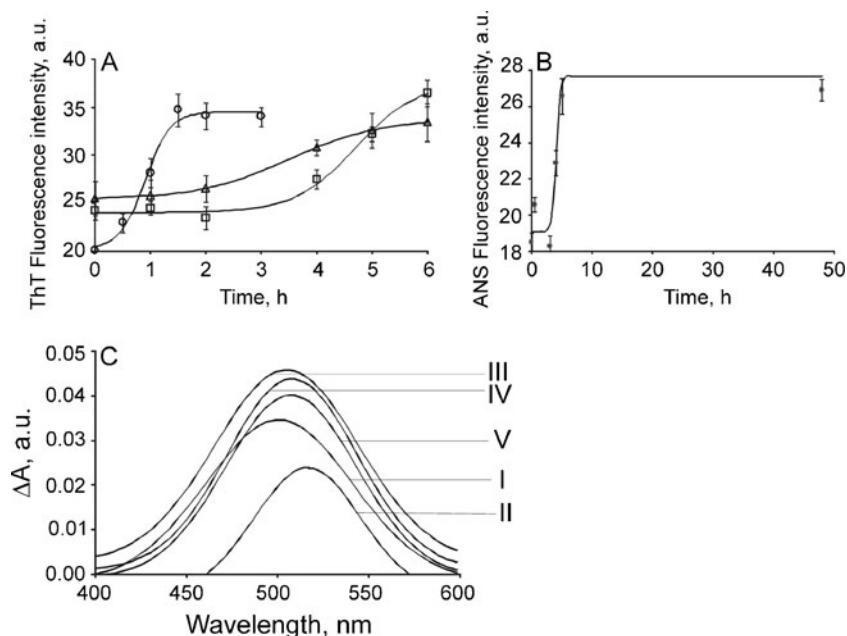 A
ThT Fluorescence intensity, a.u.
40
35
30
25
20
0 1 2 3 4 5 6
Time, h
B
ANS Fluorescence intensity, a.u.
28
26
24
22
20
18
0 10 20 30 40 50
Time, h
C
ΔA, a.u.
0.05
0.04
0.03
0.02
0.01
0.00
400 450 500 550 600
Wavelength, nm
III
IV
V
I
II